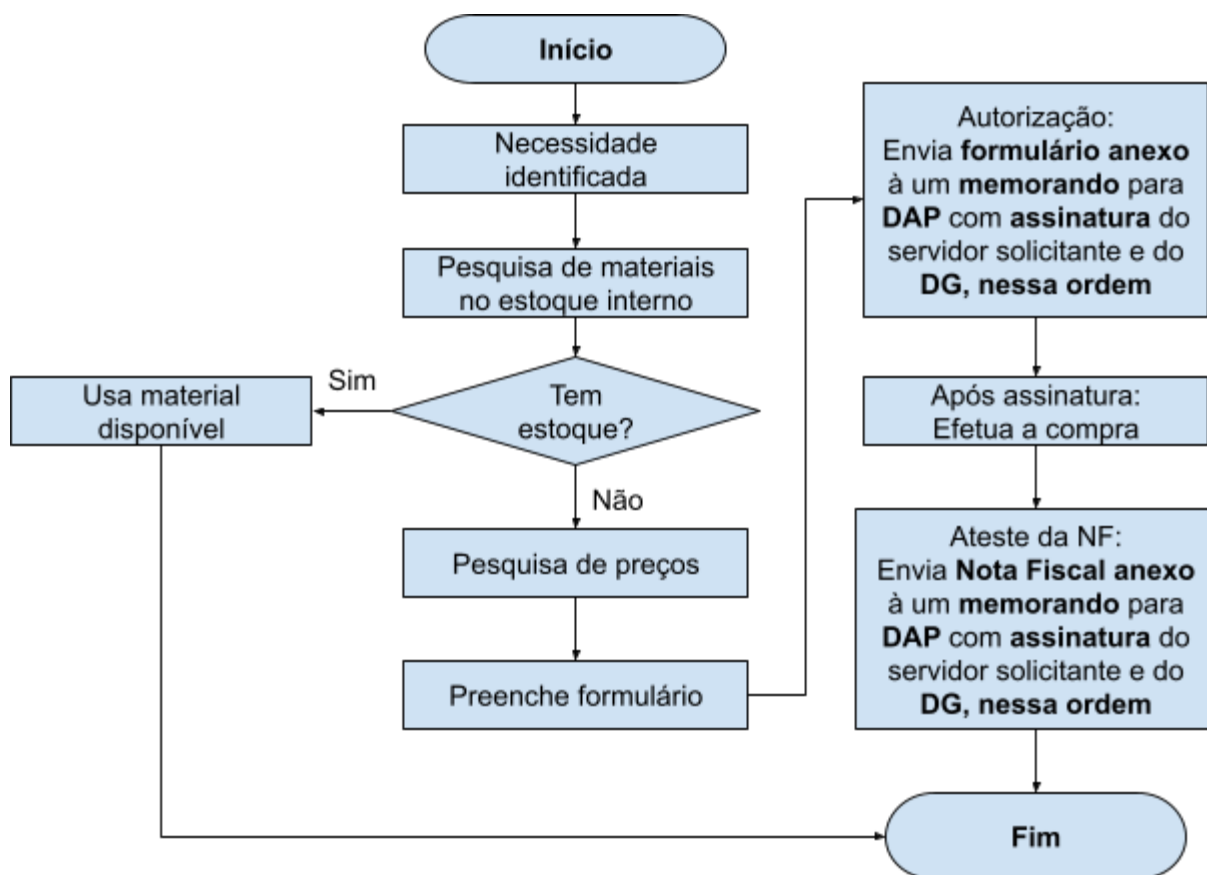 Início
Necessidade
identificada
Pesquisa de materiais
no estoque interno
Tem
estoque?
Sim
Usa material
disponível
Não
Pesquisa de preços
Preenche formulário
Autorização:
Envia formulário anexo
à um memorando para
DAP com assinatura do
servidor solicitante e do
DG, nessa ordem
Após assinatura:
Efetua a compra
Ateste da NF:
Envia Nota Fiscal anexo
à um memorando para
DAP com assinatura do
servidor solicitante e do
DG, nessa ordem
Fim